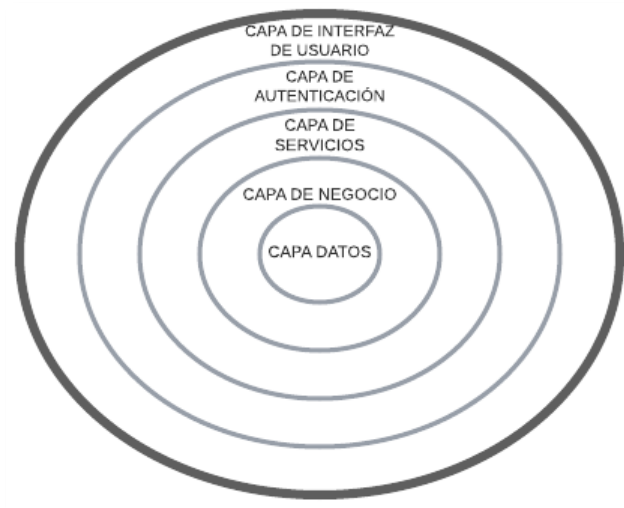 CAPA DE INTERFAZ
DE USUARIO
CAPA DE
AUTENTICACIÓN
CAPA DE
SERVICIOS
CAPA DE NEGOCIO
CAPA DATOS